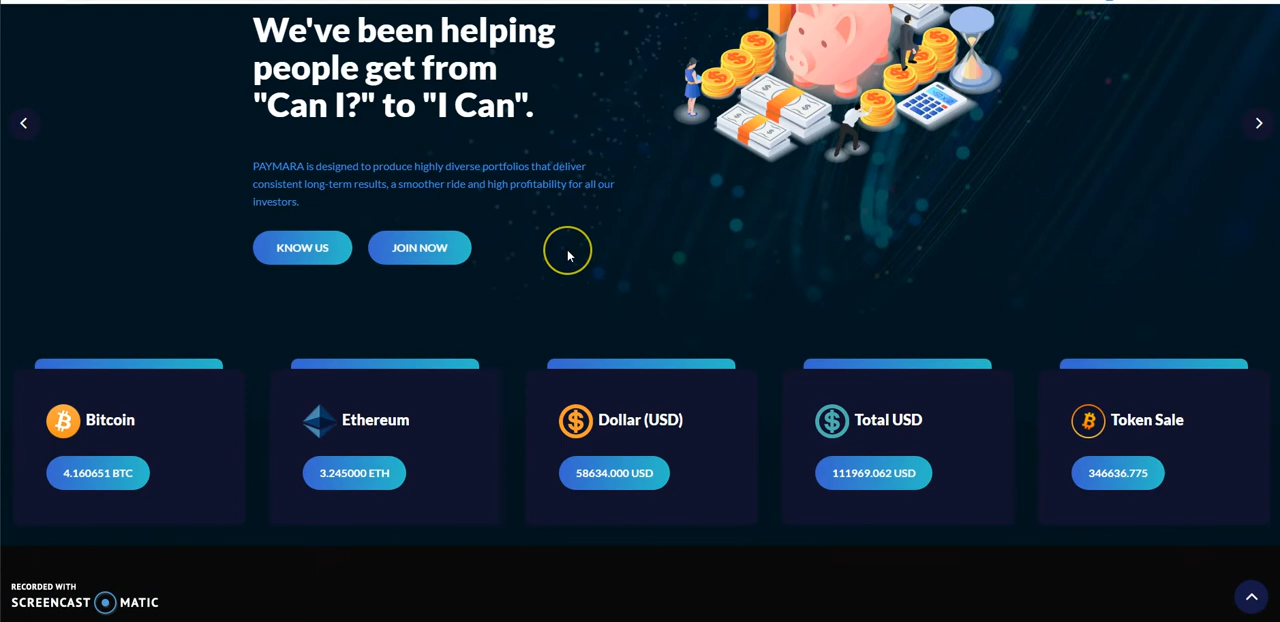 We've been helping
people get from
"Can I?" to "I Can".
PAYMARA is designed to produce highly diverse portfolios that deliver
consistent long-term results, a smoother ride and high profitability for all our
investors.
KNOW US
JOIN NOW
Bitcoin
4.160651 BTC
Ethereum
3.245000 ETH
Dollar (USD)
58634.000 USD
Total USD
111969.062 USD
Token Sale
346636.775
RECORDED WITH
SCREENCAST MATIC